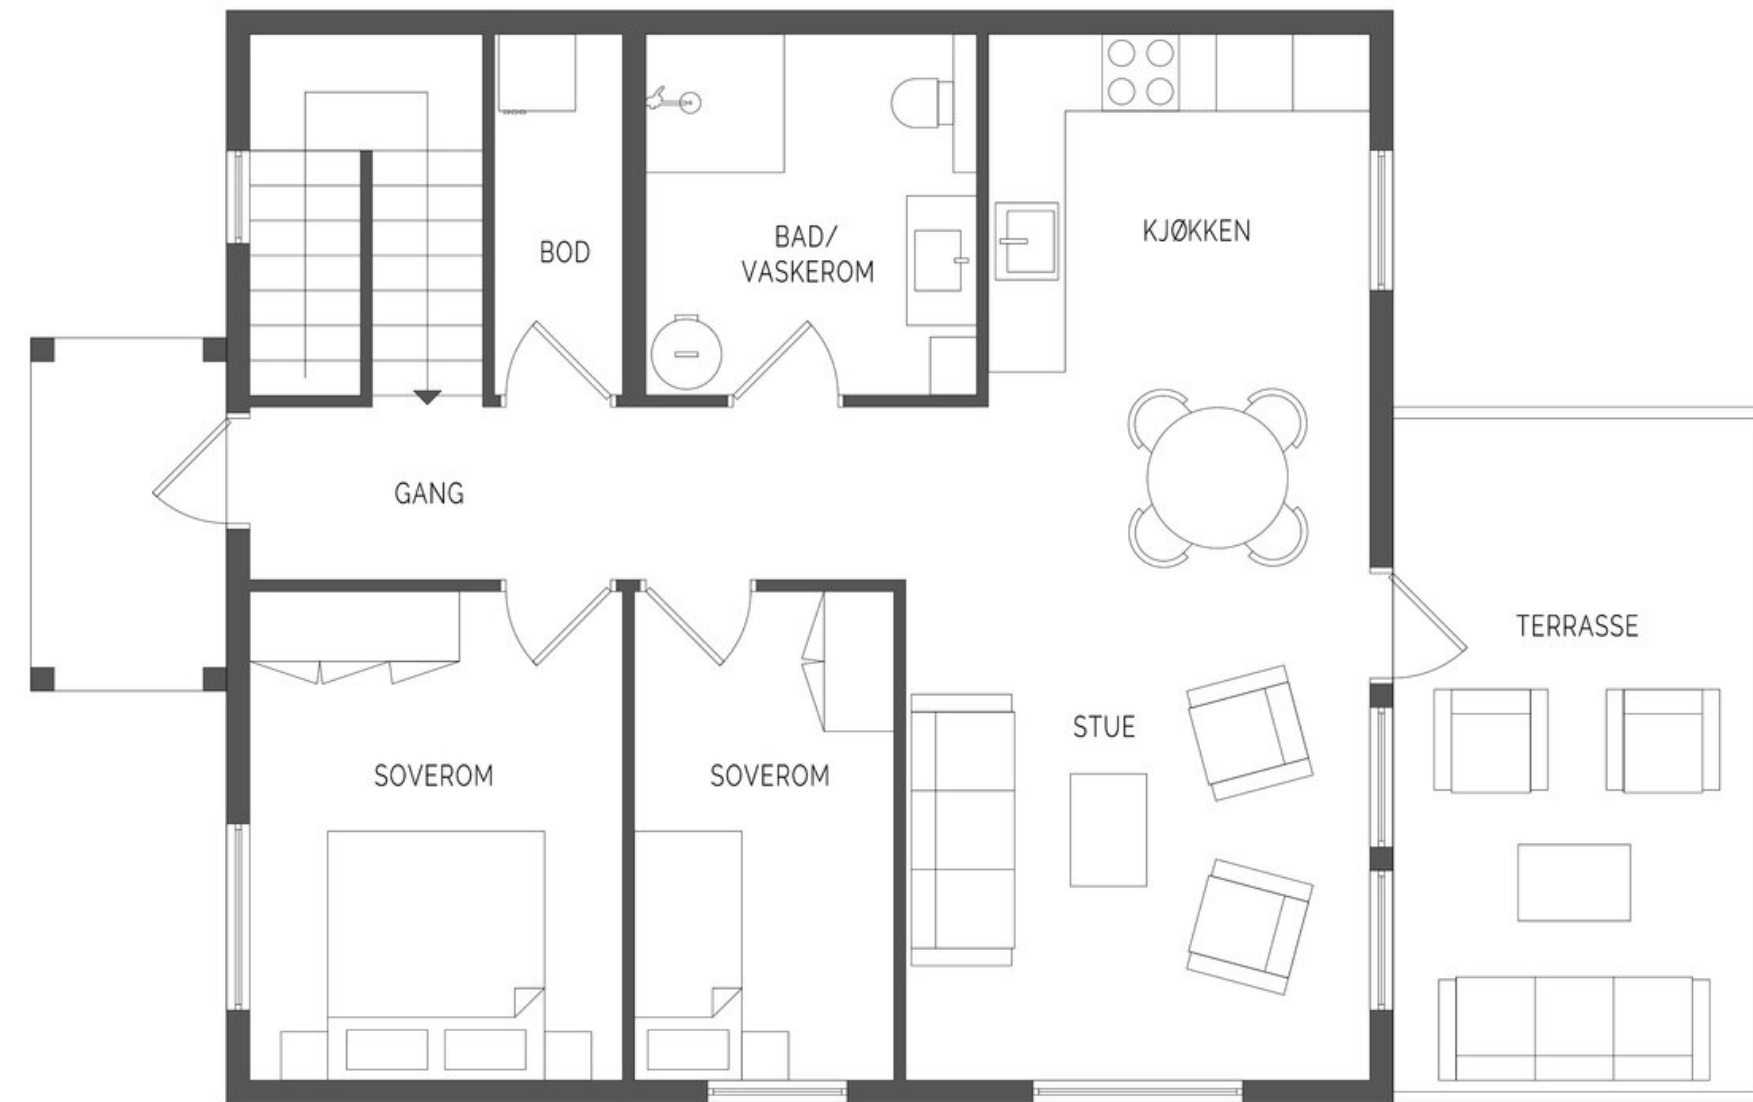 BOD
BAD/
VASKEROM
KJØKKEN
GANG
TERRASSE
STUE
SOVEROM
SOVEROM